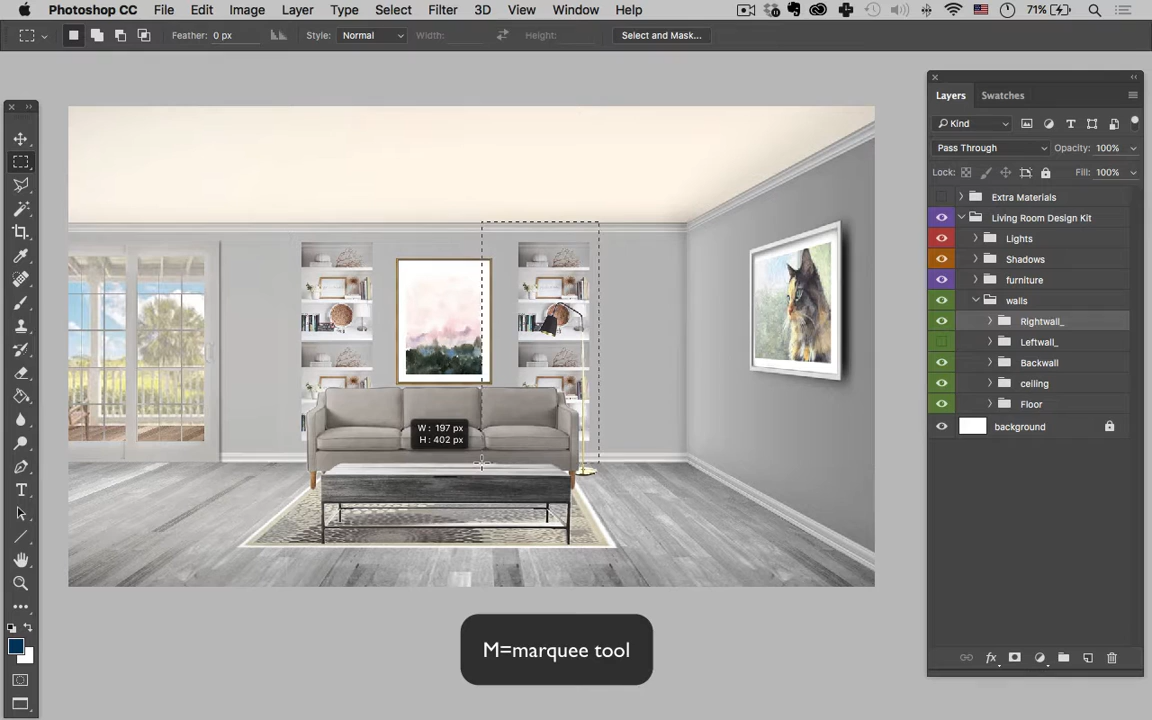 Photoshop CC File Edit Image Layer Type Select Filter 3D View Window Help 71%
Feather: 0 px Style: Normal Width: Height: Select and Mask...
Layers Swatches
Kind
Pass Through Opacity: 100%
Lock: Fill: 100%
Extra Materials
Living Room Design Kit
Lights
Shadows
furniture
walls
Rightwall_
Leftwall_
Backwall
ceiling
Floor
background
W : 197 px
H : 402 px
M=marquee tool
fx